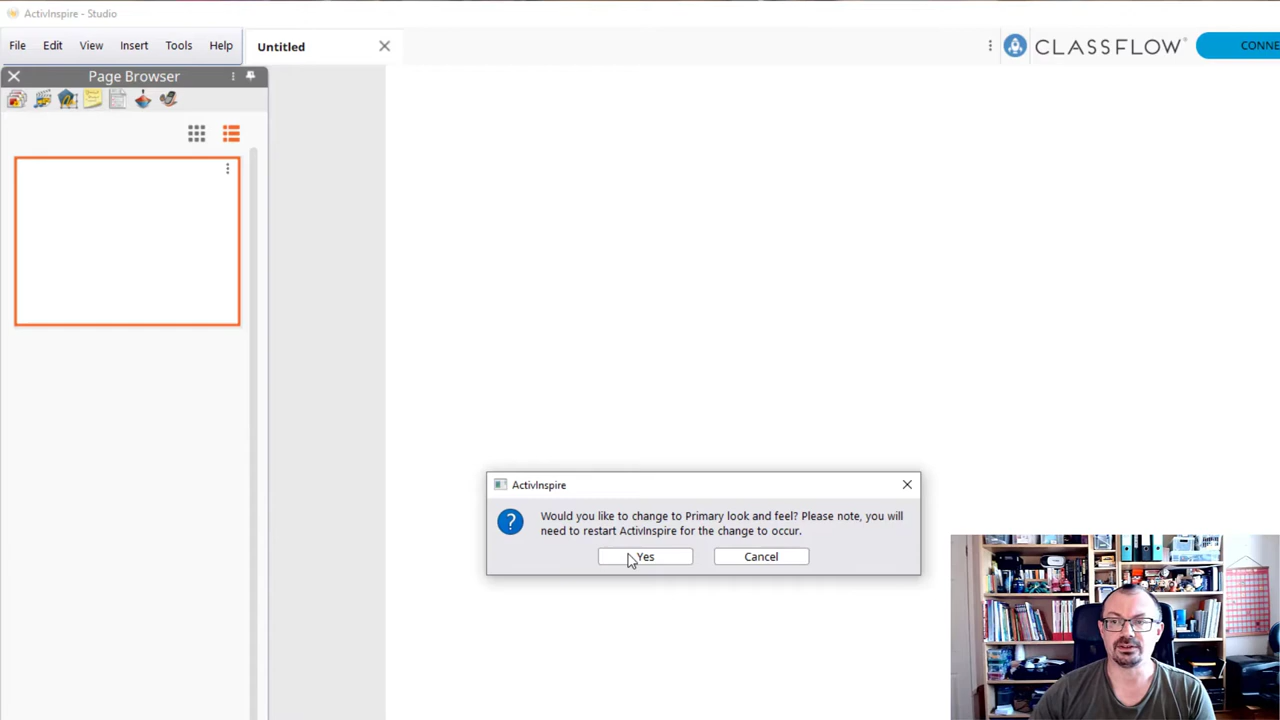 ActivInspire - Studio
File Edit View Insert Tools Help
Untitled
CLASSFLOW
CONNE
Page Browser
ActivInspire
Would you like to change to Primary look and feel? Please note, you will
need to restart ActivInspire for the change to occur.
Yes Cancel